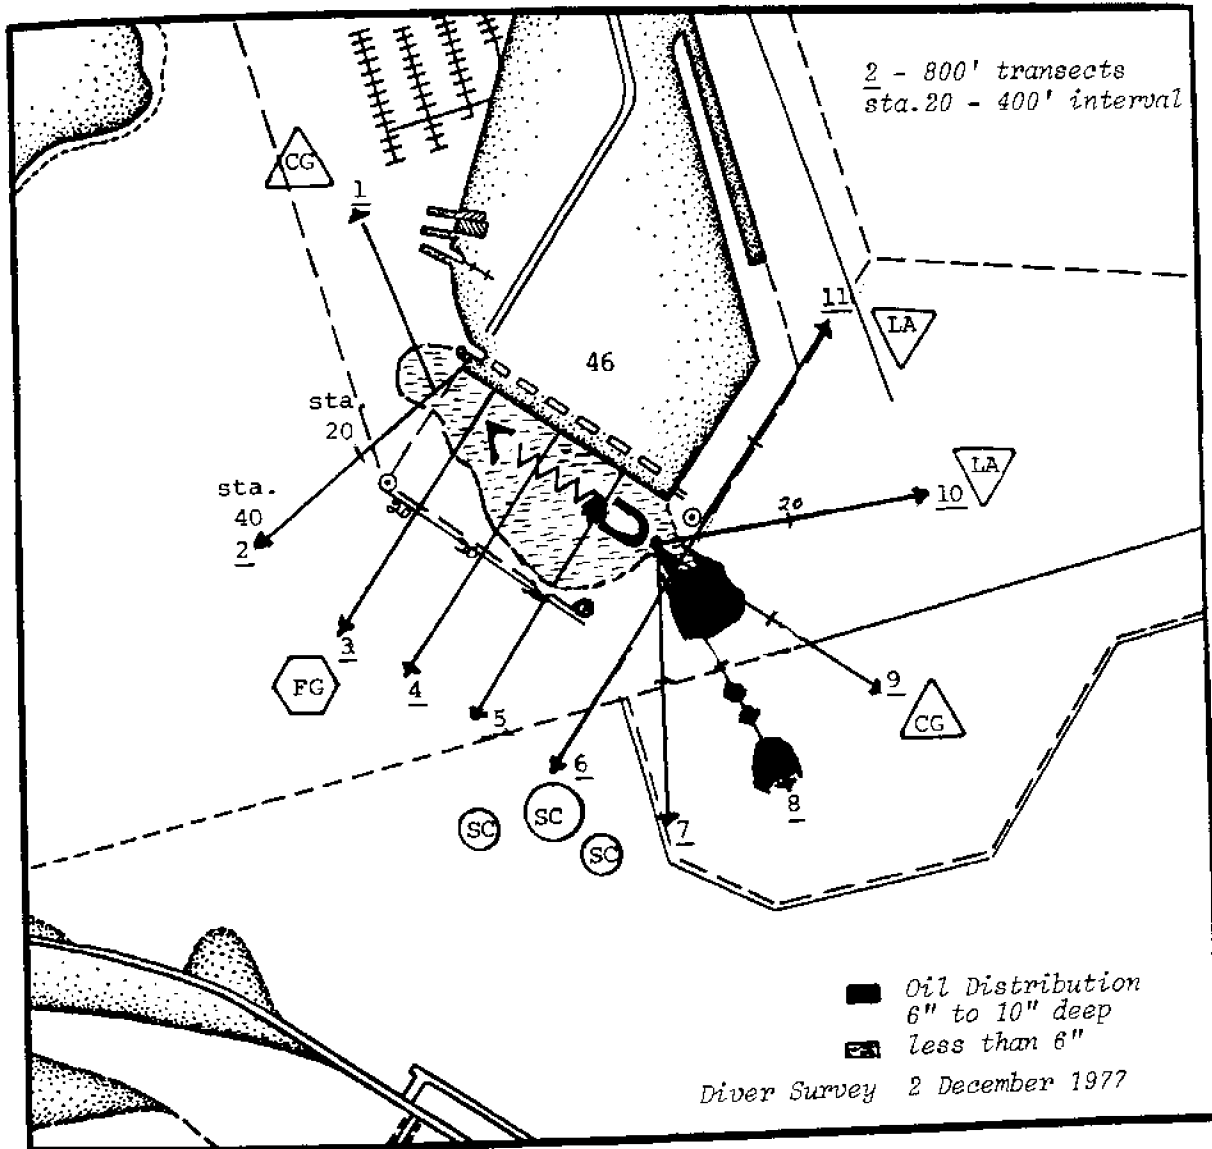 2 - 800' transects
sta.20 - 400' interval
CG
1
11
LA
46
sta.
20
LA
10
20
sta.
40
2
20
20
3
FG
4
5
9
CG
6
SC
SC
SC
7
8
Oil Distribution
6" to 10" deep
less than 6"
Diver Survey 2 December 1977